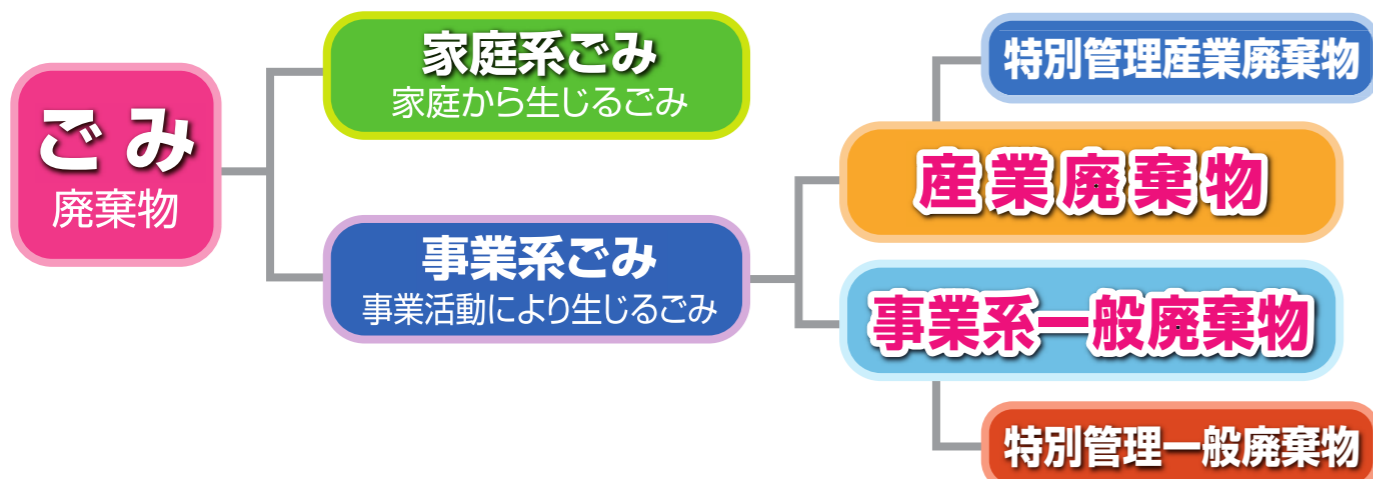 ごみ
廃棄物
家庭系ごみ
家庭から生じるごみ
事業系ごみ
事業活動により生じるごみ
特別管理産業廃棄物
産業廃棄物
事業系一般廃棄物
特別管理一般廃棄物